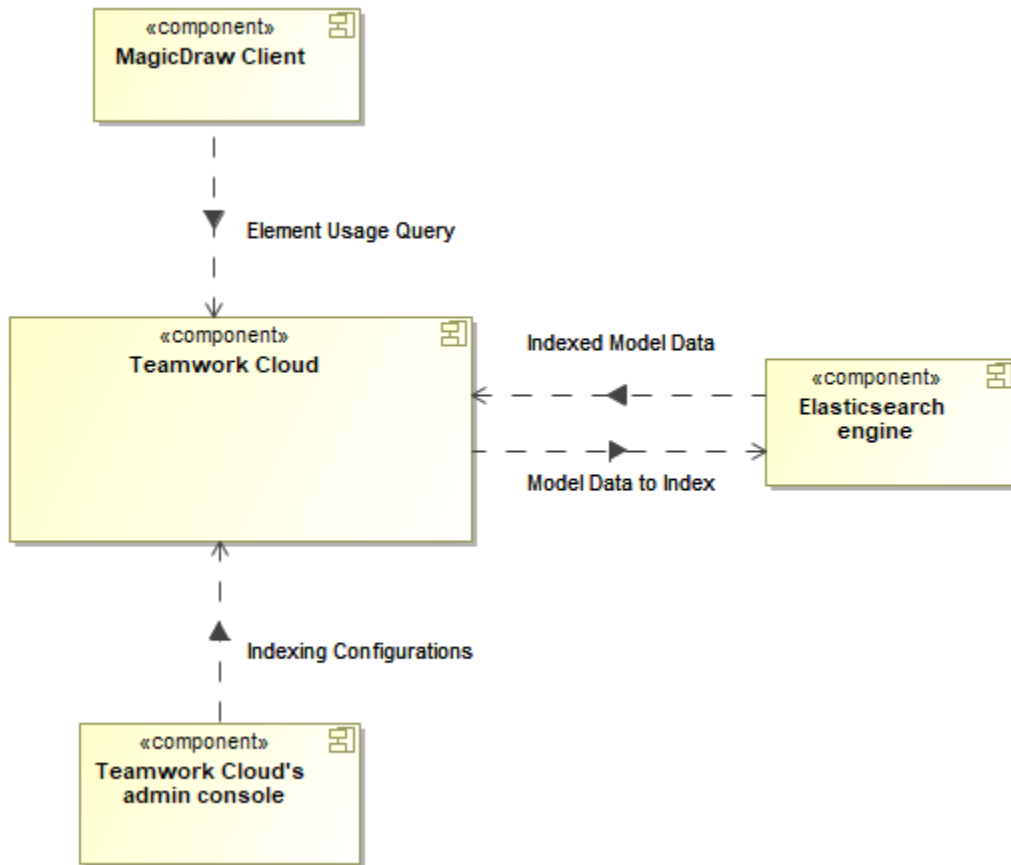 «component»
MagicDraw Client
Element Usage Query
«component»
Teamwork Cloud
Indexed Model Data
«component»
Elasticsearch
engine
Model Data to Index
Indexing Configurations
«component»
Teamwork Cloud's
admin console